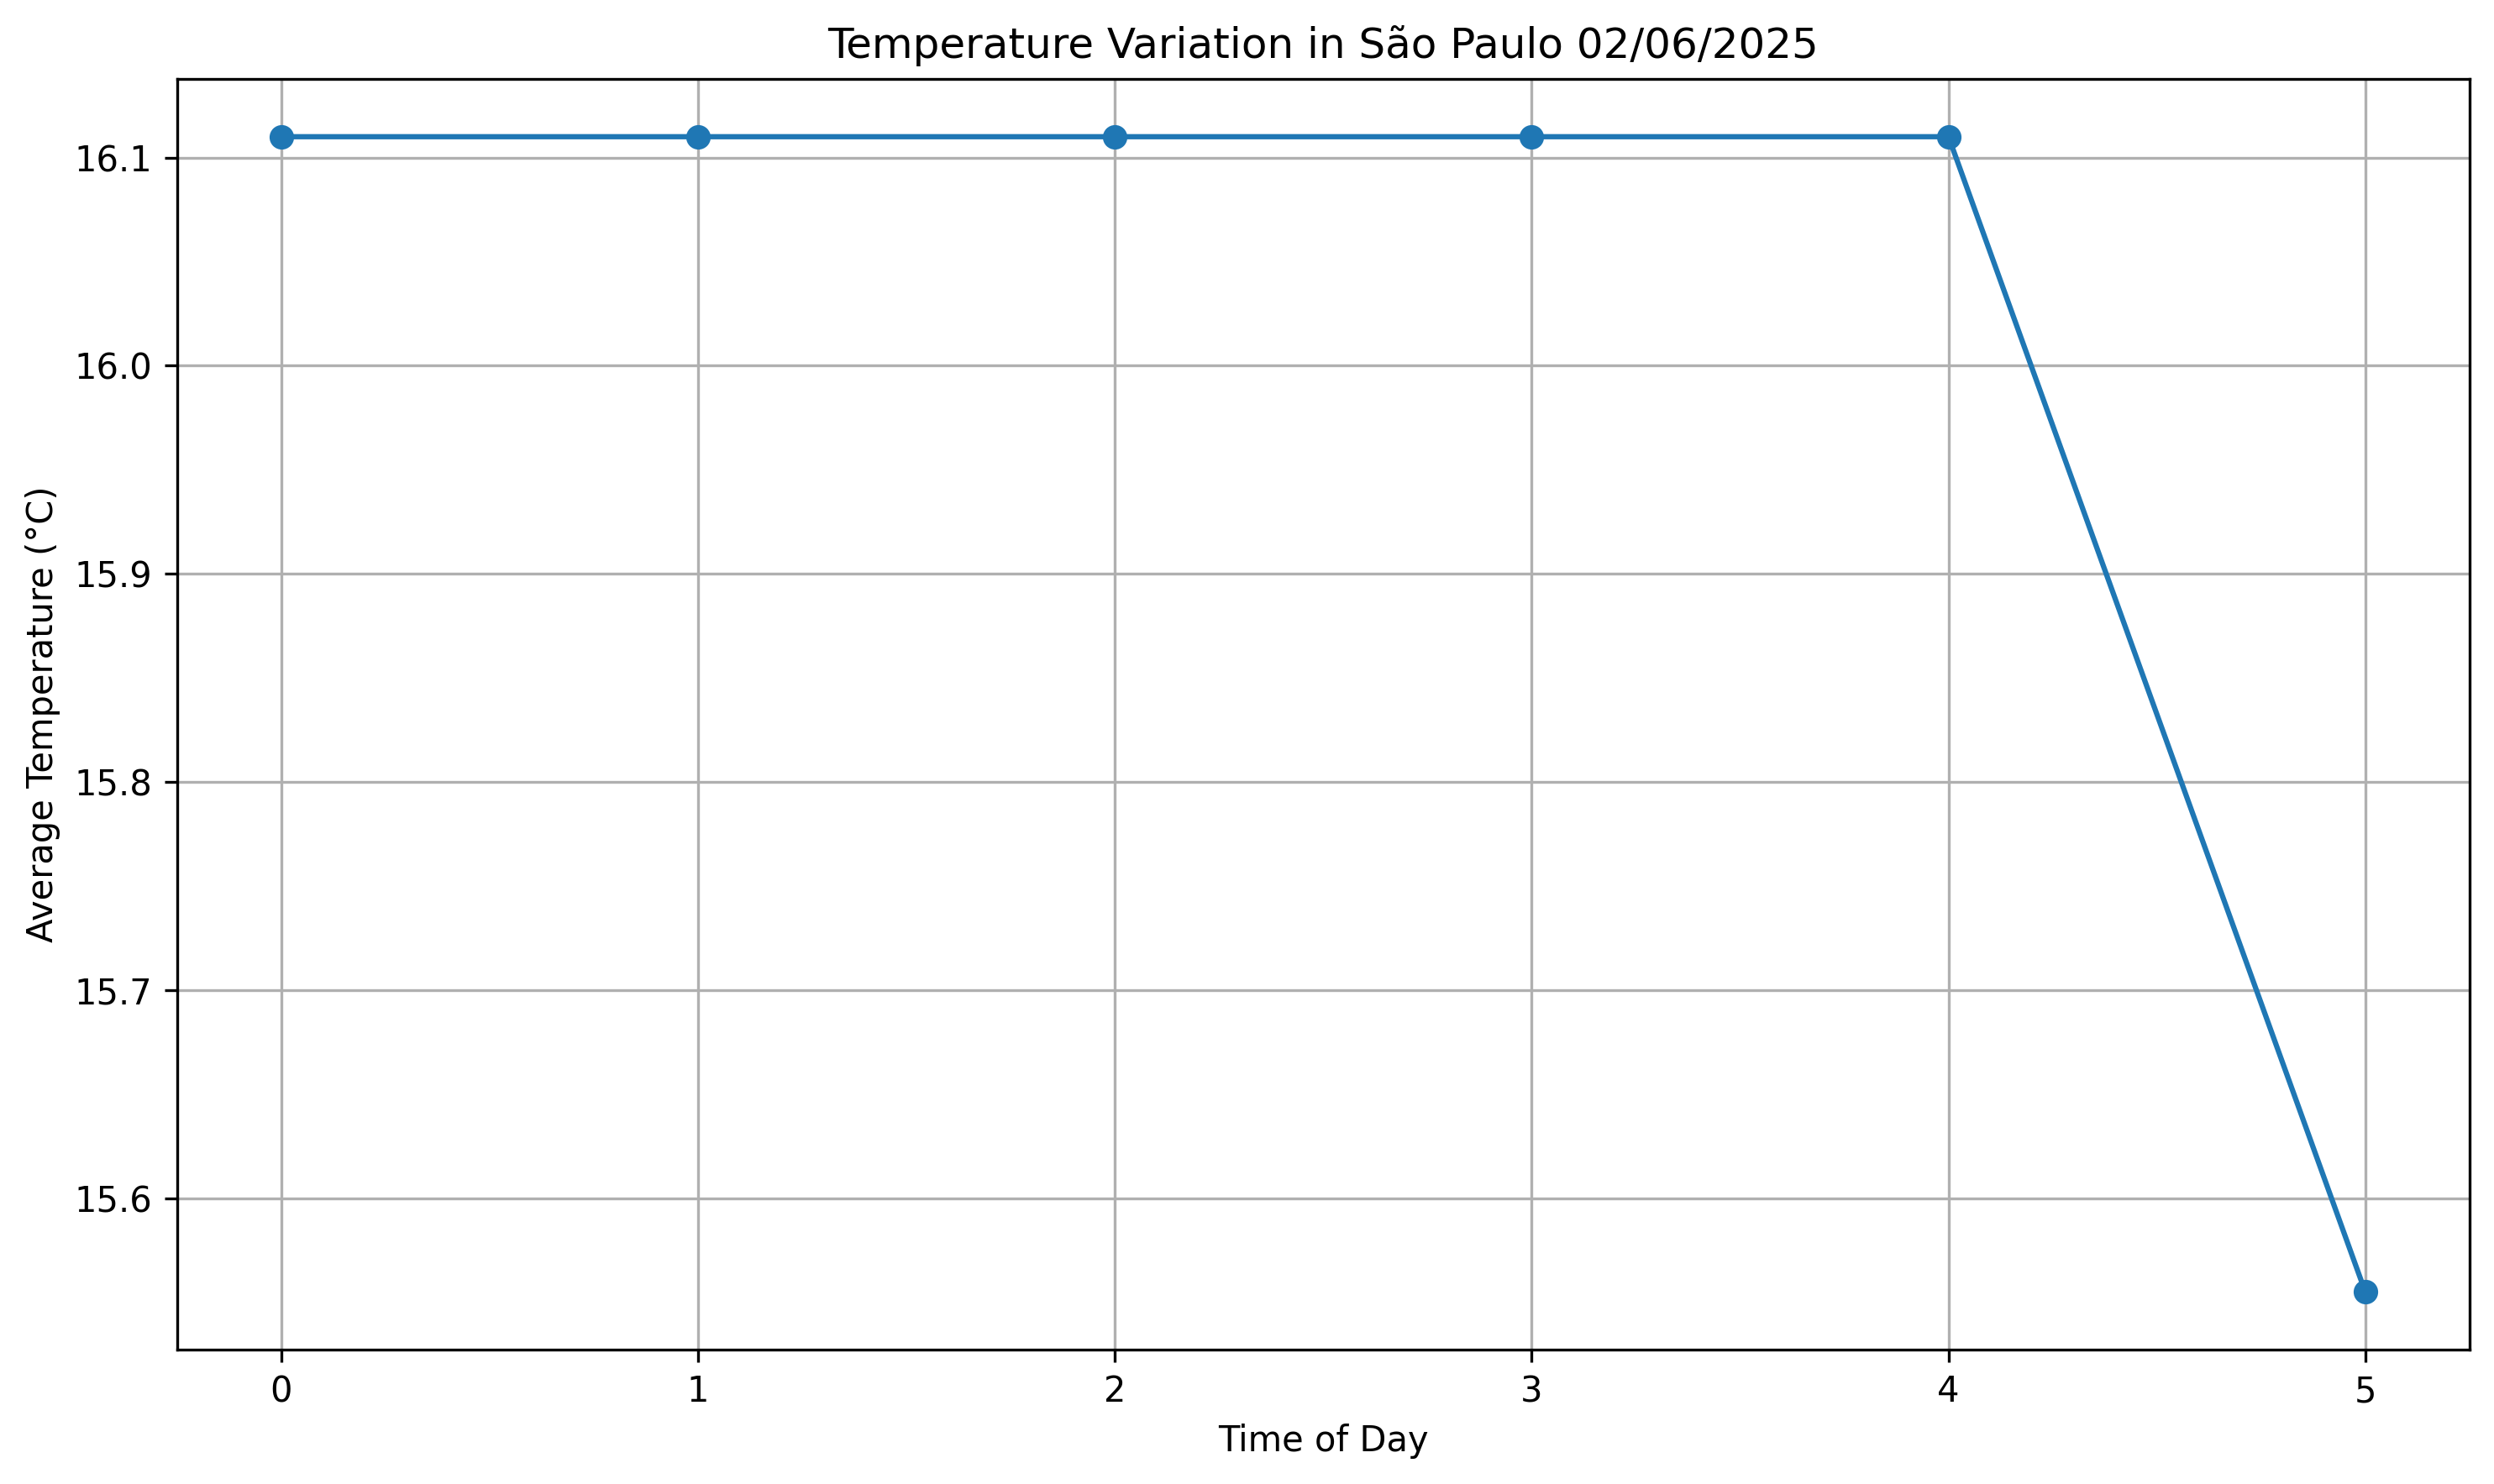 Temperature Variation in São Paulo 02/06/2025
Average Temperature (°C)
16.1
16.0
15.9
15.8
15.7
15.6
0 1 2 3 4 5
Time of Day